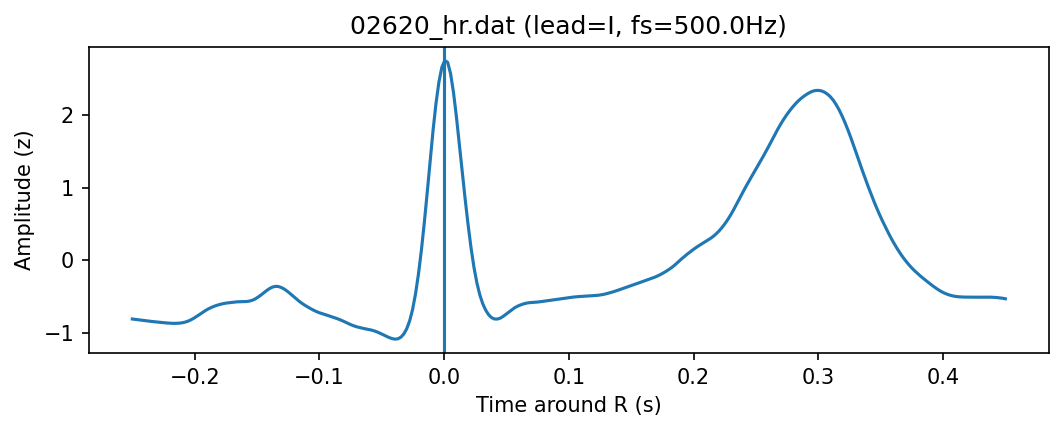 02620_hr.dat (lead=I, fs=500.0Hz)
Amplitude (z)
2
1
0
−1
−0.2 −0.1 0.0 0.1 0.2 0.3 0.4
Time around R (s)